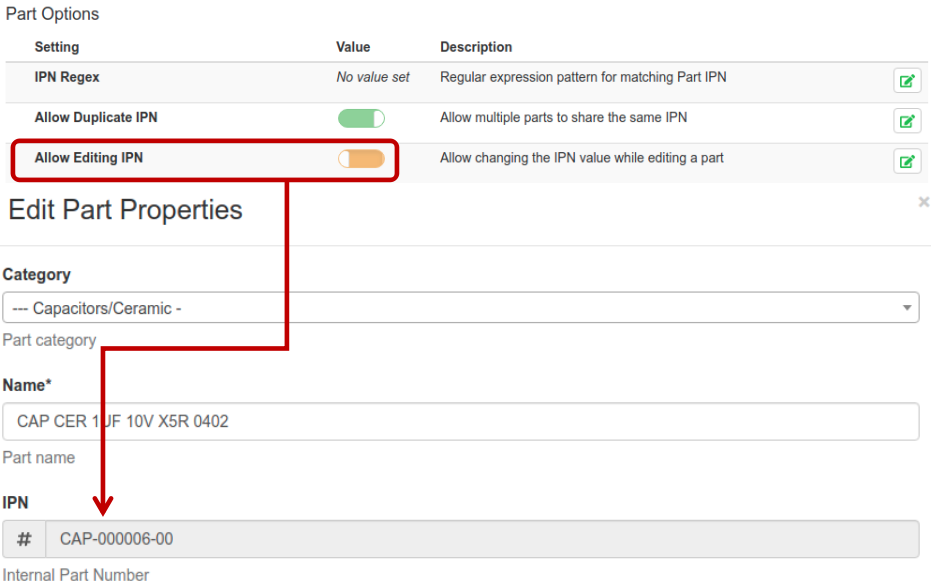 Part Options
Setting Value Description
IPN Regex No value set Regular expression pattern for matching Part IPN
Allow Duplicate IPN Allow multiple parts to share the same IPN
Allow Editing IPN Allow changing the IPN value while editing a part
Edit Part Properties ×
Category
--- Capacitors/Ceramic -
Part category
Name*
CAP CER 1UF 10V X5R 0402
Part name
IPN
# CAP-000006-00
Internal Part Number